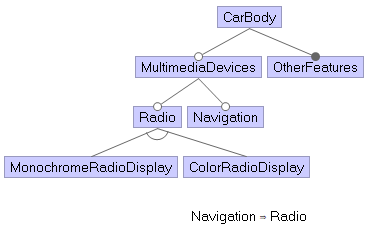 CarBody
MultimediaDevices OtherFeatures
Radio Navigation
MonochromeRadioDisplay ColorRadioDisplay
Navigation ⇒ Radio